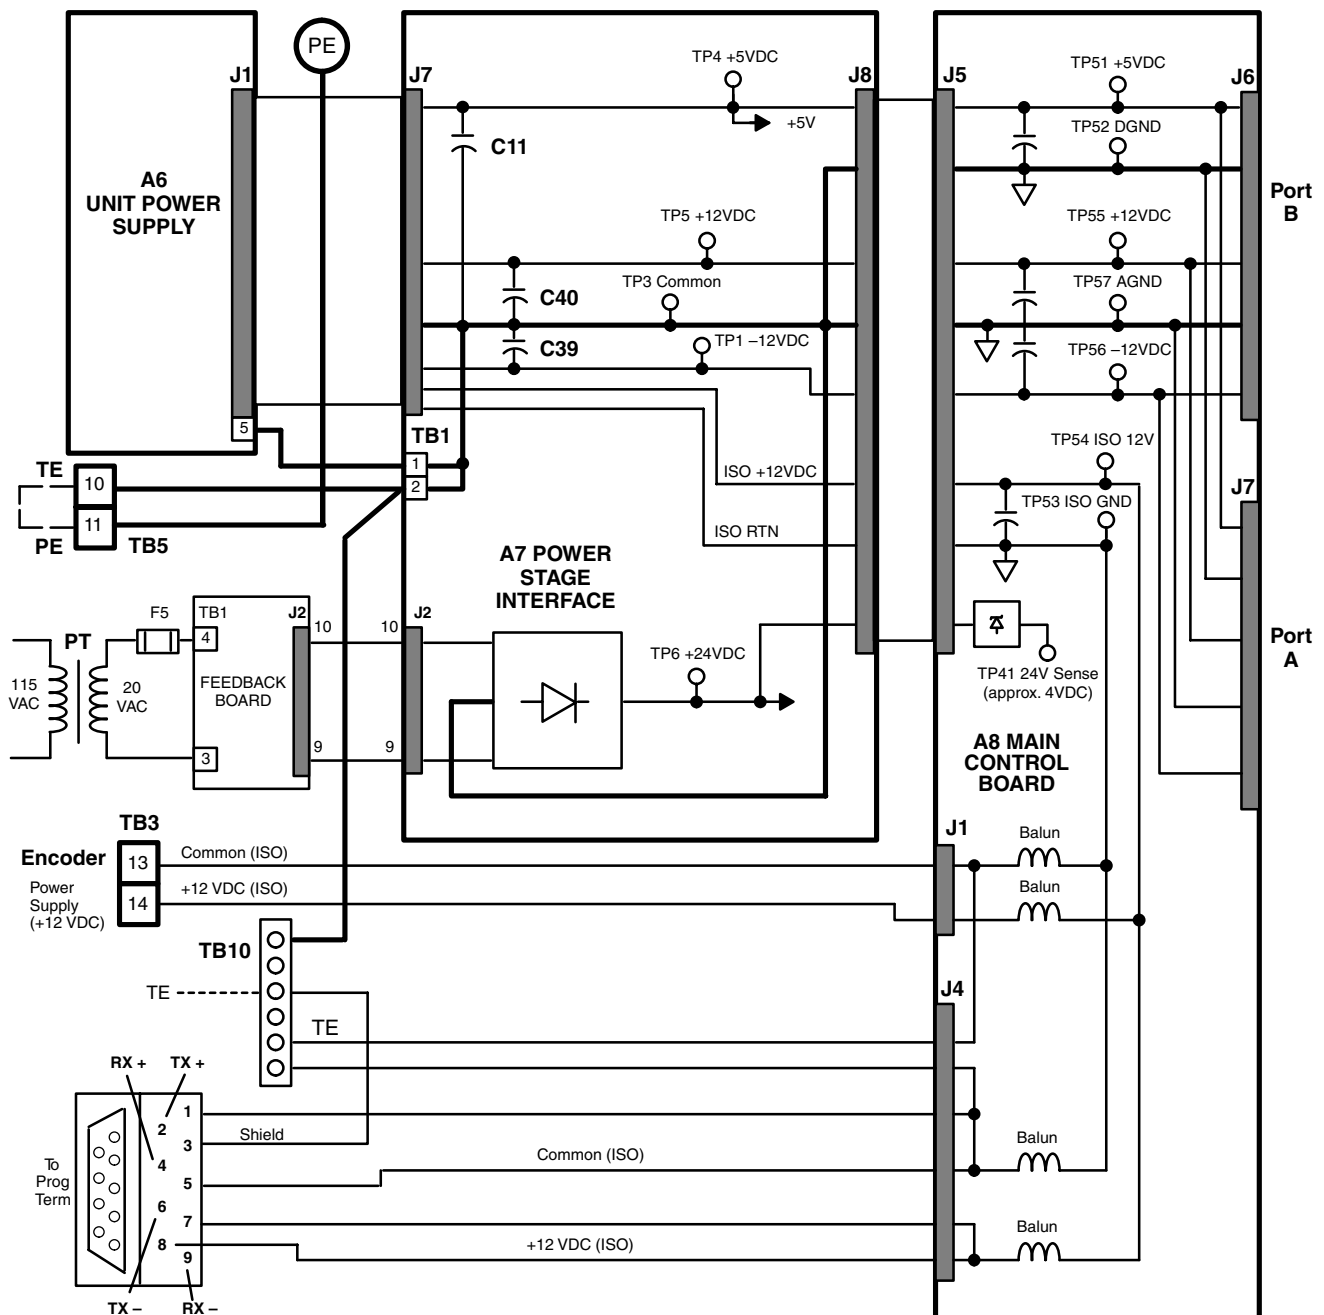 PE
J1
J7
TP4 +5VDC
+5V
J8
J5
TP51 +5VDC
J6
TP52 DGND
C11
A6
UNIT POWER
SUPPLY
Port
B
TP5 +12VDC
TP55 +12VDC
C40
TP3 Common
TP57 AGND
C39
TP1 –12VDC
TP56 –12VDC
5
TB1
1
2
TE
10
11
PE
TB5
ISO +12VDC
ISO RTN
TP54 ISO 12V
TP53 ISO GND
J7
A7 POWER
STAGE
INTERFACE
F5
TB1
J2
10
10
J2
PT
4
115
VAC
20
VAC
FEEDBACK
BOARD
TP6 +24VDC
TP41 24V Sense
(approx. 4VDC)
Port
A
3
9
9
A8 MAIN
CONTROL
BOARD
TB3
Encoder
13
Common (ISO)
J1
Balun
Power
Supply
(+12 VDC)
14
+12 VDC (ISO)
Balun
TB10
TE
TE
J4
RX +
TX +
1
2
Shield
3
4
To
Prog
Term
5
Common (ISO)
Balun
6
7
8
+12 VDC (ISO)
Balun
9
TX –
RX –